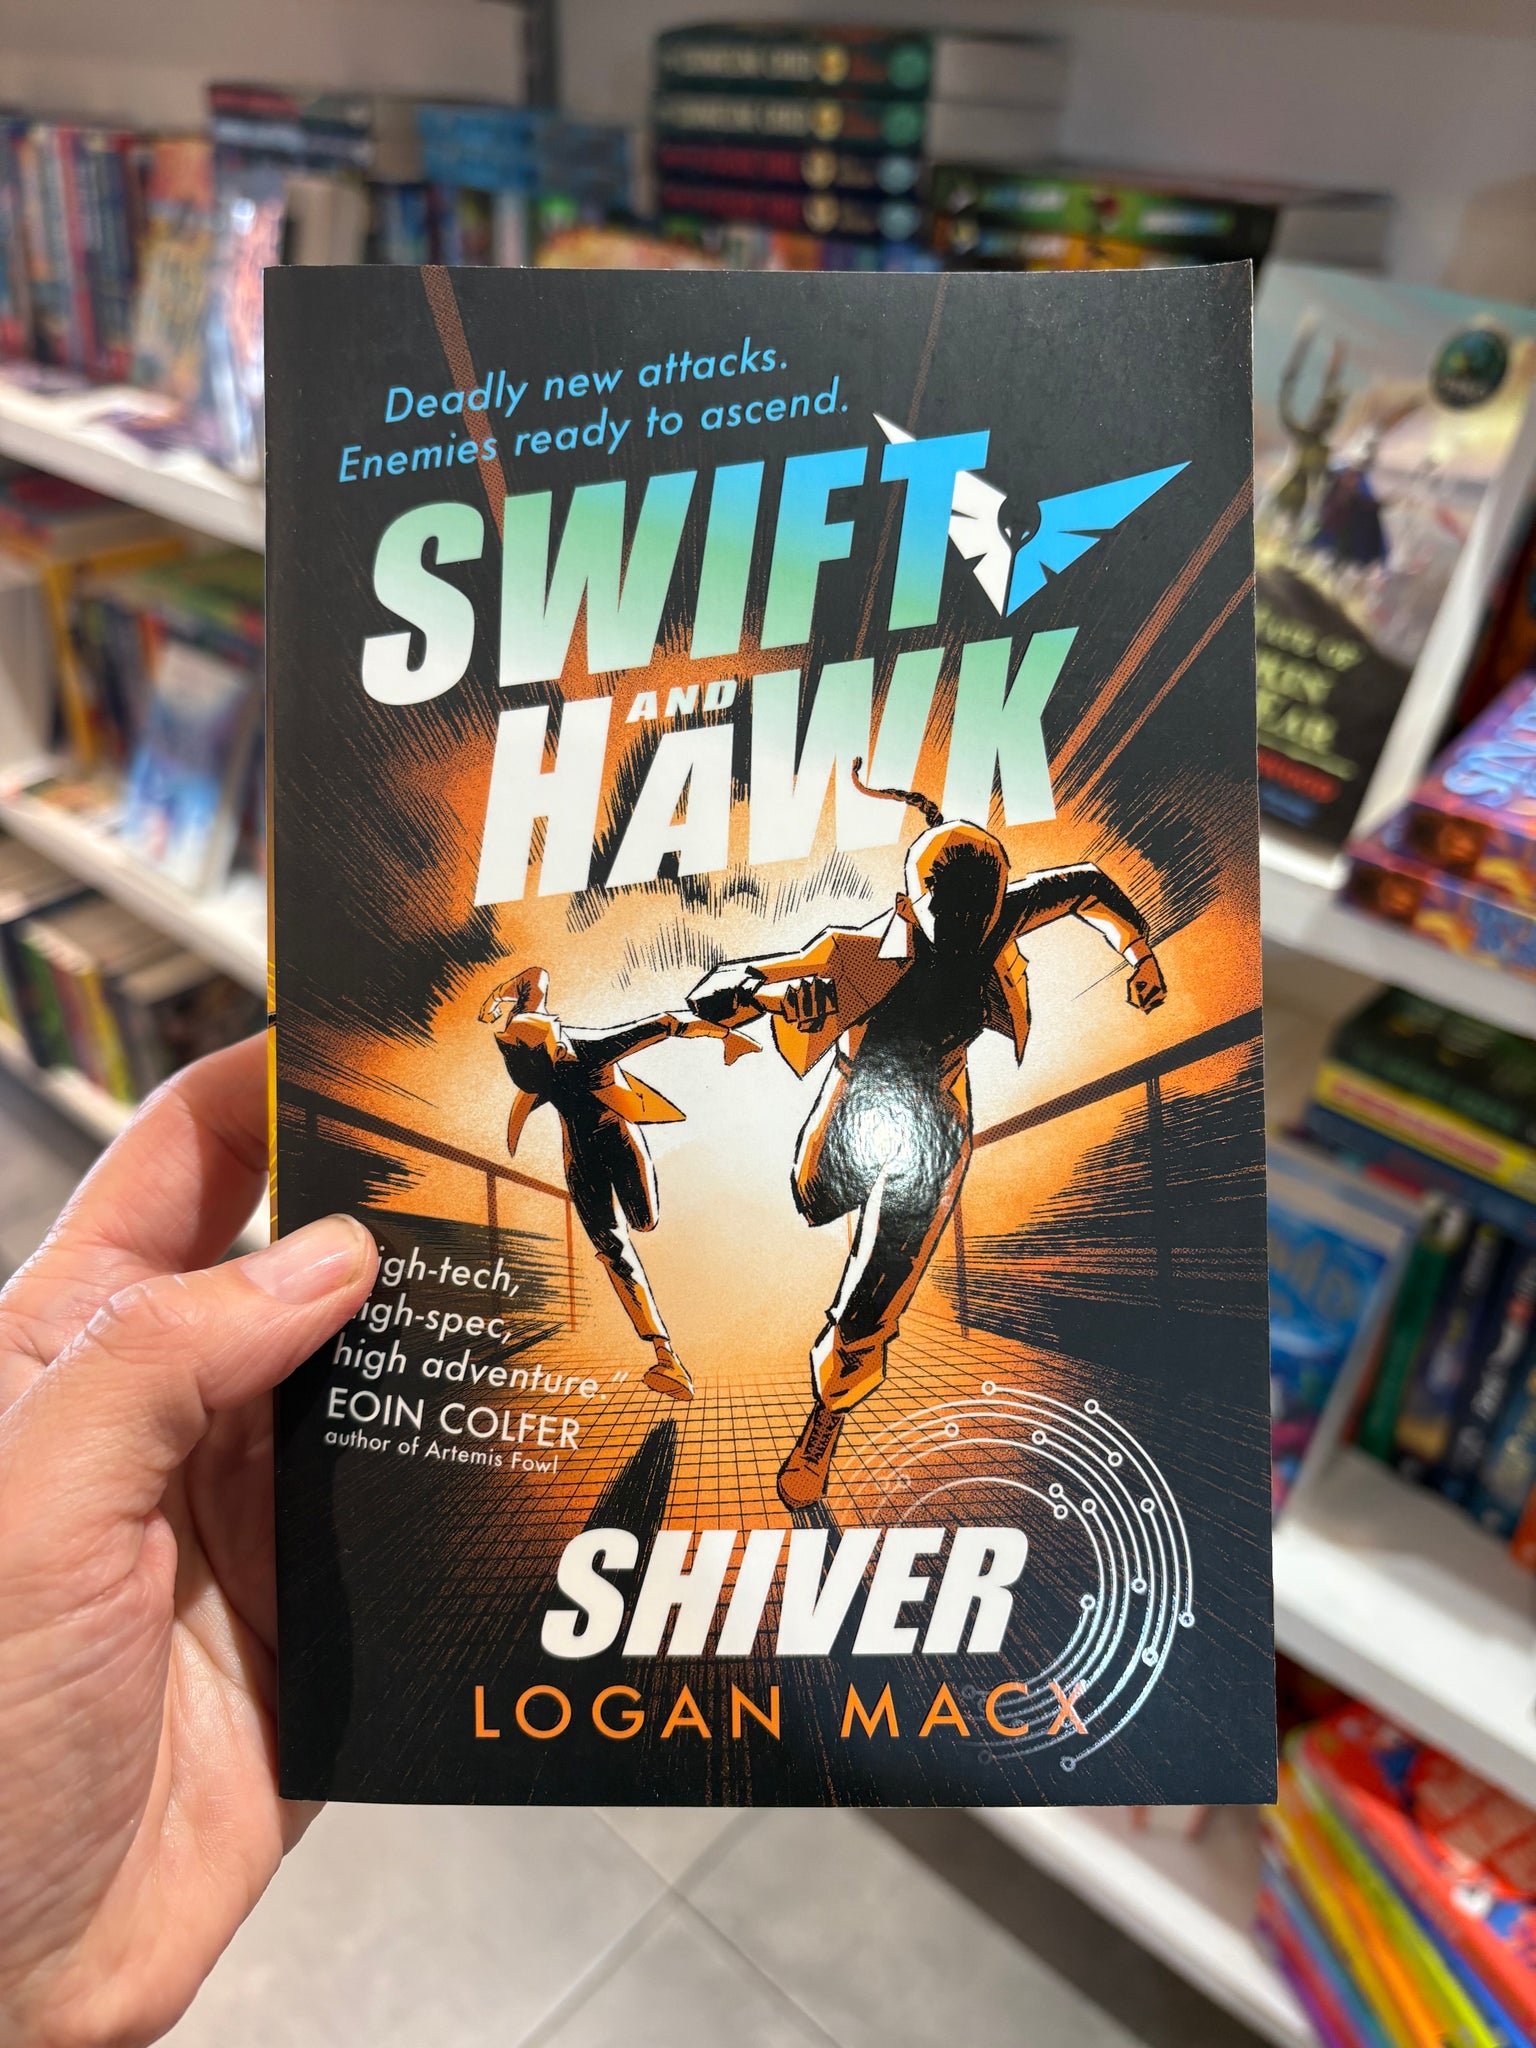 Deadly new attacks.
Enemies ready to ascend.
SWIFT
AND
HAWK
igh-tech,
igh-spec,
high adventure."
EOIN COLFER
author of Artemis Fowl
SHIVER
LOGAN MACX